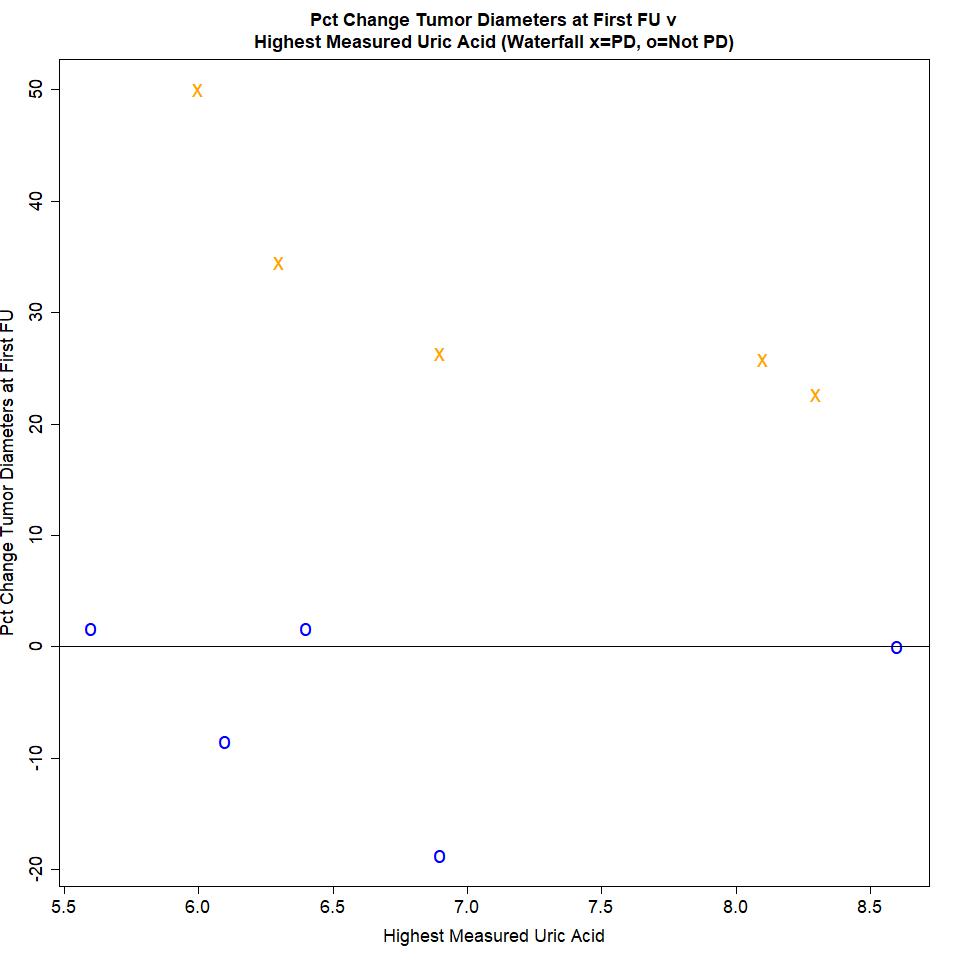 Pct Change Tumor Diameters at First FU v
Highest Measured Uric Acid (Waterfall x=PD, o=Not PD)
Pct Change Tumor Diameters at First FU
50
40
30
20
10
0
-10
-20
X
X
X
X
X
O
O
O
O
O
5.5
6.0
6.5
7.0
7.5
8.0
8.5
Highest Measured Uric Acid